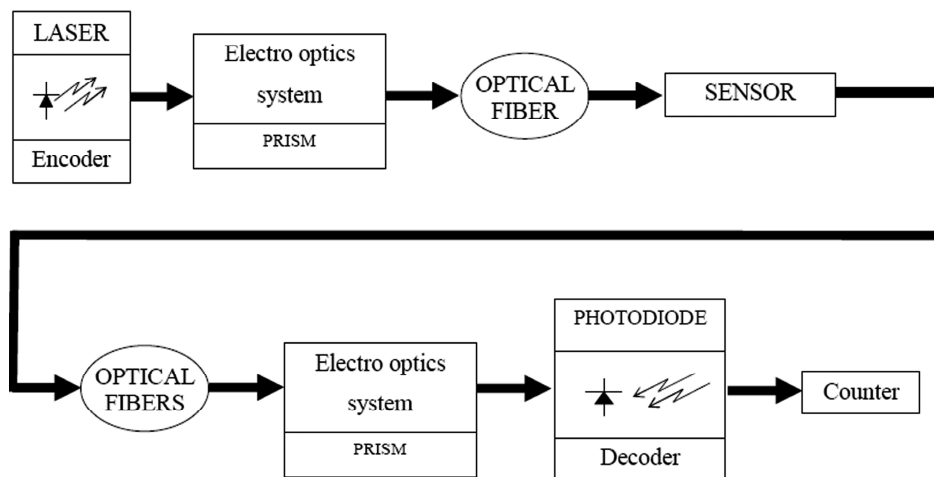 LASER
Encoder
Electro optics
system
PRISM
OPTICAL
FIBER
SENSOR
OPTICAL
FIBERS
Electro optics
system
PRISM
PHOTODIODE
Decoder
Counter